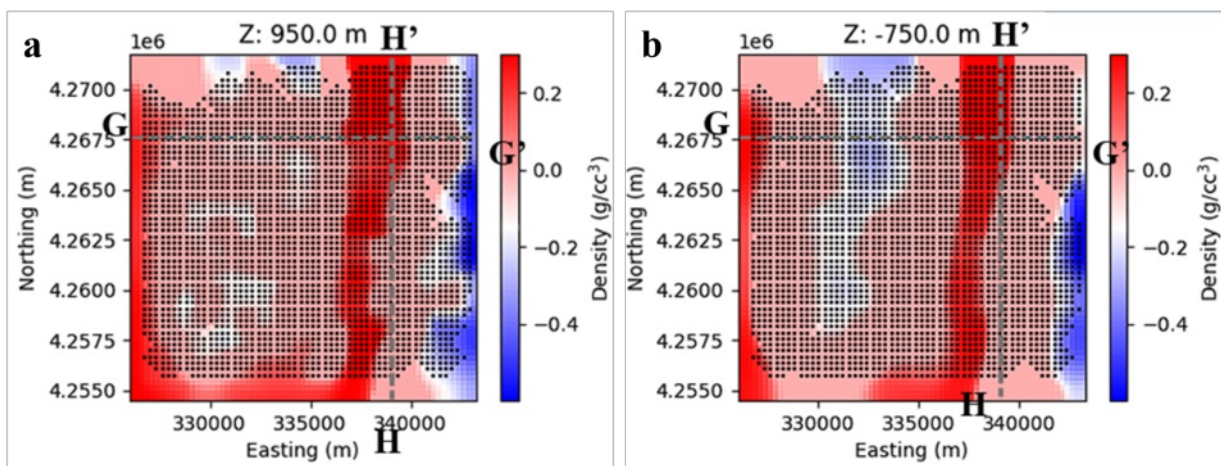 a
Z: 950.0 m
H’
1e6
4.2700
4.2675
4.2650
4.2625
4.2600
4.2575
4.2550
Northing (m)
G
G’
330000
335000
340000
Easting (m)
H
0.2
0.0
−0.2
−0.4
Density (g/cc³)
b
Z: -750.0 m
H’
1e6
4.2700
4.2675
4.2650
4.2625
4.2600
4.2575
4.2550
Northing (m)
G
G’
330000
335000
340000
Easting (m)
H
0.2
0.0
−0.2
−0.4
Density (g/cc³)